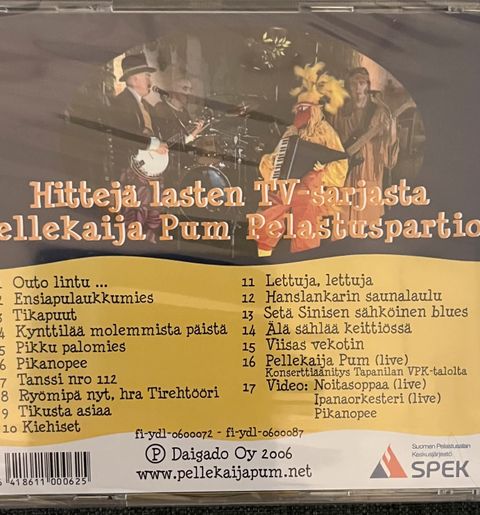 Hittejä lasten TV-sarjasta
ellekaija Pum Pelastuspartio
1 Outo lintu ...
2 Ensiapulaukkumies
3 Tikapuut
4 Kynttilää molemmista päistä
5 Pikku palomies
6 Pikanopee
7 Tanssi nro 112
8 Ryömipä nyt, hra Tirehtööri
9 Tikusta asiaa
10 Kiehiset
11 Lettuja, lettuja
12 Hanslankarin saunalaulu
13 Setä Sinisen sähköinen blues
14 Älä sählää keittiössä
15 Viisas vekotin
16 Pellekaija Pum (live)
Konserttiäänitys Tapanilan VPK-talolta
17 Video: Noitasoppaa (live)
Ipanaorkesteri (live)
Pikanopee
fi-ydl-0600072 - fi-ydl-0600087
Ⓟ Daigado Oy 2006
www.pellekaijapum.net
418611 000625
Suomen Pelastusalan
Keskusjärjestö
SPEK